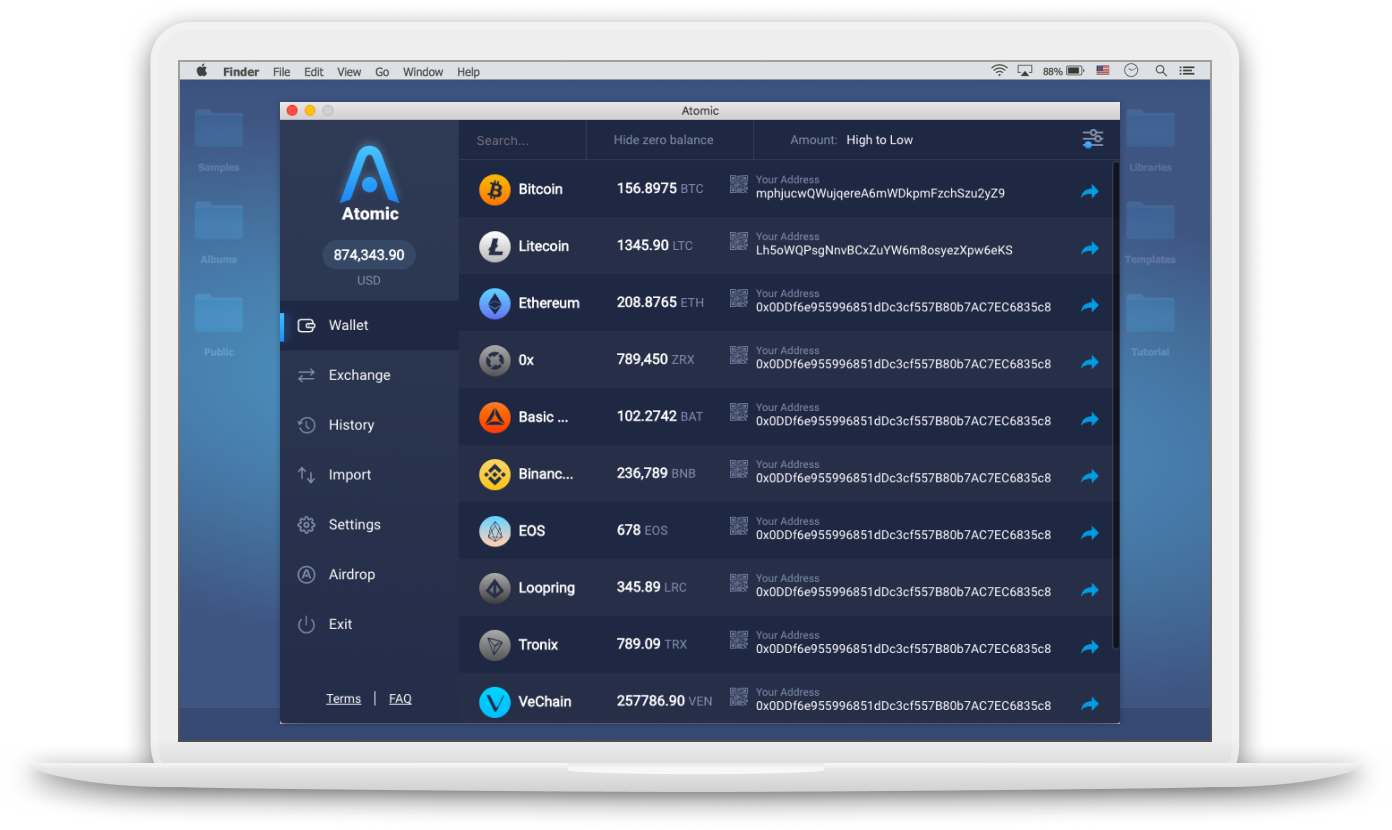 Finder File Edit View Go Window Help 88%
Atomic
Samples
Albums
Public
Libraries
Templates
Tutorial
Atomic
874,343.90
USD
Wallet
Exchange
History
Import
Settings
Airdrop
Exit
Terms | FAQ
Search... Hide zero balance Amount: High to Low
Bitcoin 156.8975 BTC Your Address
mphjucwQWujqereA6mWDkpmFzchSzu2yZ9
Litecoin 1345.90 LTC Your Address
Lh5oWQPsgNnvBCxZuYW6m8osyezXpw6eKS
Ethereum 208.8765 ETH Your Address
0x0DDf6e955996851dDc3cf557B80b7AC7EC6835c8
0x 789,450 ZRX Your Address
0x0DDf6e955996851dDc3cf557B80b7AC7EC6835c8
Basic ... 102.2742 BAT Your Address
0x0DDf6e955996851dDc3cf557B80b7AC7EC6835c8
Binanc... 236,789 BNB Your Address
0x0DDf6e955996851dDc3cf557B80b7AC7EC6835c8
EOS 678 EOS Your Address
0x0DDf6e955996851dDc3cf557B80b7AC7EC6835c8
Loopring 345.89 LRC Your Address
0x0DDf6e955996851dDc3cf557B80b7AC7EC6835c8
Tronix 789.09 TRX Your Address
0x0DDf6e955996851dDc3cf557B80b7AC7EC6835c8
VeChain 257786.90 VEN Your Address
0x0DDf6e955996851dDc3cf557B80b7AC7EC6835c8